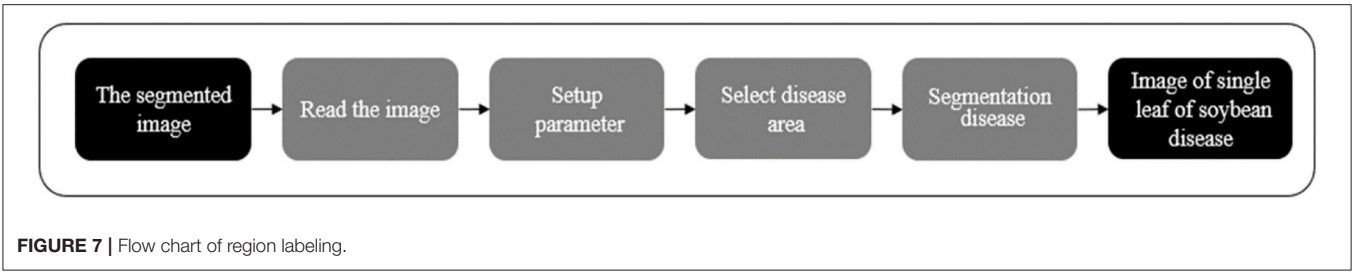 The segmented
image
Read the image
Setup
parameter
Select disease
area
Segmentation
disease
Image of single
leaf of soybean
disease
FIGURE 7 | Flow chart of region labeling.